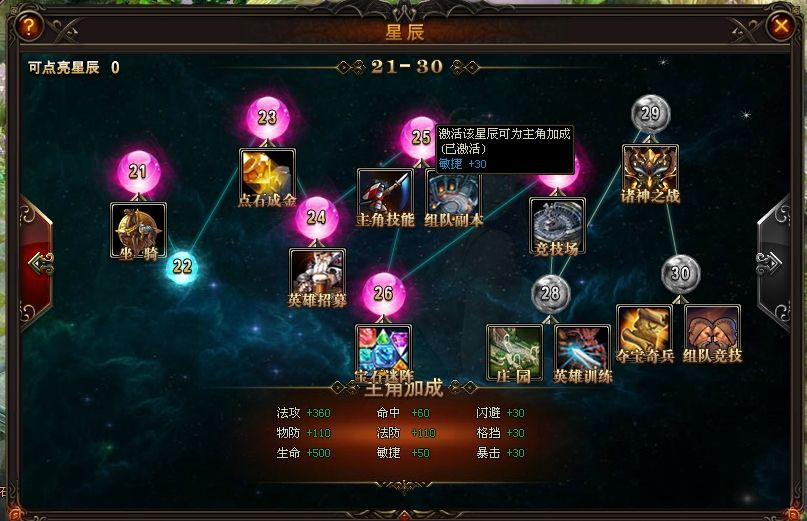 ?
星辰
可点亮星辰 0
21-30
23
29
25
激活该星辰可为主角加成
(已激活)
敏捷 +30
21
点石成金
诸神之战
24
主角技能
组队副本
坐 骑
竞技场
22
30
英雄招募
26
28
夺宝奇兵
组队竞技
宝石迷阵
庄 园
英雄训练
主角加成
法攻 +360
命中 +60
闪避 +30
物防 +110
法防 +110
格挡 +30
生命 +500
敏捷 +50
暴击 +30